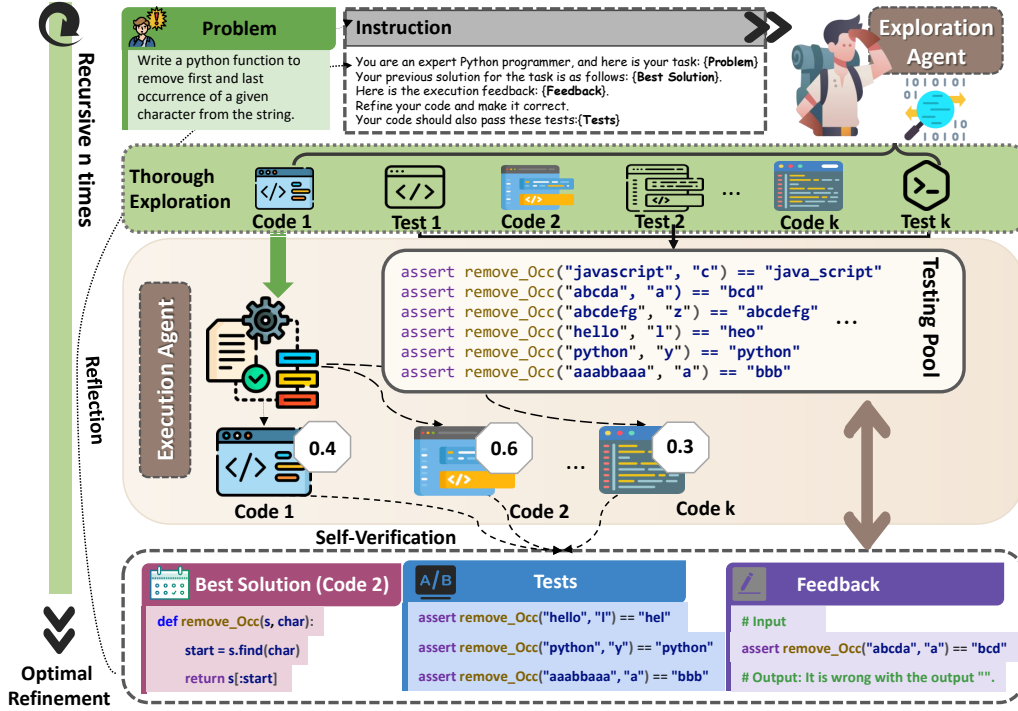 Recursive n times
Problem
Write a python function to
remove first and last
occurrence of a given
character from the string.
Instruction
You are an expert Python programmer, and here is your task: {Problem}
Your previous solution for the task is as follows: {Best Solution}.
Here is the execution feedback: {Feedback}.
Refine your code and make it correct.
Your code should also pass these tests:{Tests}
Exploration
Agent
010101
10101
Thorough
Exploration
Code 1
Test 1
Code 2
Test 2
...
Code k
Test k
Execution Agent
assert remove_Occ("javascript", "c") == "java_script"
assert remove_Occ("abcda", "a") == "bcd"
assert remove_Occ("abcdefg", "z") == "abcdefg"
assert remove_Occ("hello", "l") == "heo"
assert remove_Occ("python", "y") == "python"
assert remove_Occ("aaabbaaa", "a") == "bbb"
...
Testing Pool
0.4
0.6
0.3
Code 1
Code 2
...
Code k
Reflection
Self-Verification
Best Solution (Code 2)
def remove_Occ(s, char):
start = s.find(char)
return s[:start]
A/B
Tests
assert remove_Occ("hello", "l") == "hel"
assert remove_Occ("python", "y") == "python"
assert remove_Occ("aaabbaaa", "a") == "bbb"
Feedback
# Input
assert remove_Occ("abcda", "a") == "bcd"
# Output: It is wrong with the output "".
Optimal
Refinement